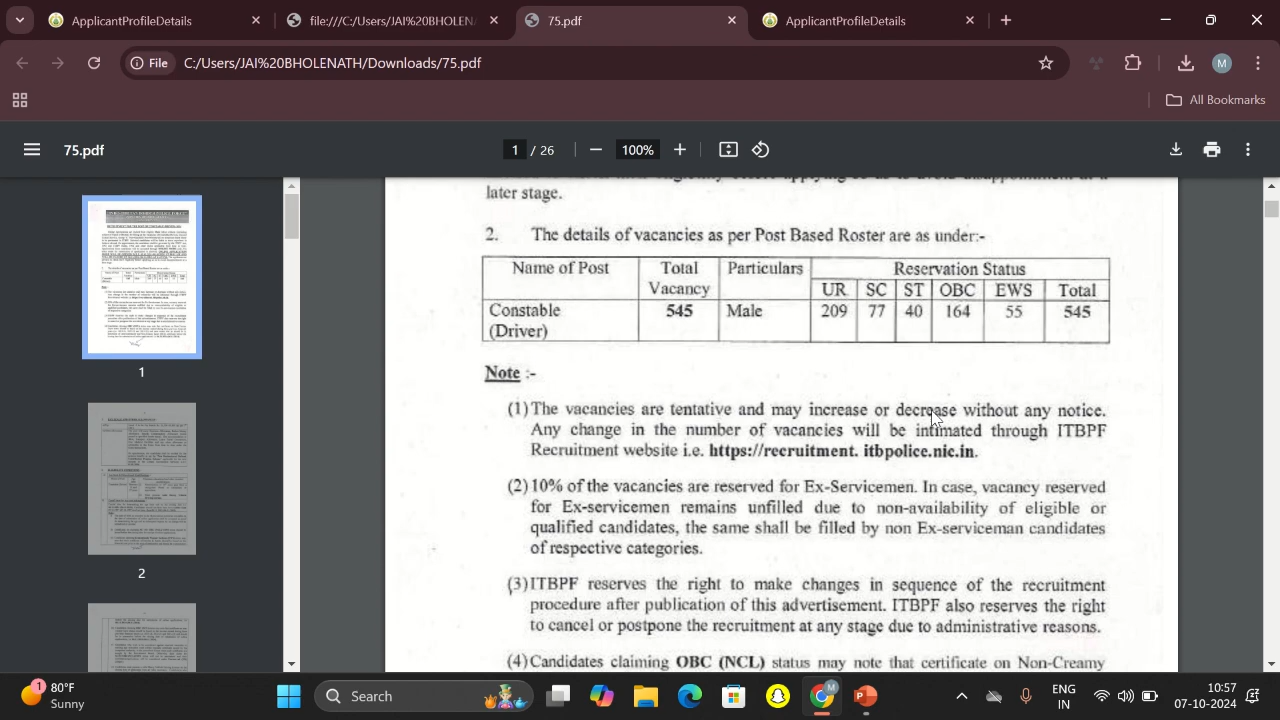 ApplicantProfileDetails
file:///C:/Users/JAI%20BHOLENATH
75.pdf
ApplicantProfileDetails
File
C:/Users/JAI%20BHOLENATH/Downloads/75.pdf
M
All Bookmarks
75.pdf
1 / 26
100%
later stage.
2. The details of vacancies as per Post Based Roster are as under:-
Name of Post Total Vacancy Particulars Reservation Status
UR SC ST OBC EWS Total
Constable (Driver) 545 Male 209 77 40 164 55 545
Note :-
(1) The vacancies are tentative and may increase or decrease without any notice.
Any change in the number of vacancies will be intimated through ITBPF
Recruitment website i.e. https://recruitment. itbpolice.nic.in.
(2) 10% of the vacancies are reserved for Ex-Servicemen. In case, vacancy reserved
for Ex-servicemen remains unfilled due to non-availability of eligible or
qualified candidates, the same shall be filled by non Ex-serviceman candidates
of respective categories.
(3) ITBPF reserves the right to make changes in sequence of the recruitment
procedure after publication of this advertisement. ITBPF also reserves the right
to cancel or postpone the recruitment at any stage due to administrative reasons.
(4) Candidates claiming OBC (NCL) status may note that certificate on Non-Creamy
1
2
1
80°F
Sunny
Search
M
ENG
IN
10:57
07-10-2024